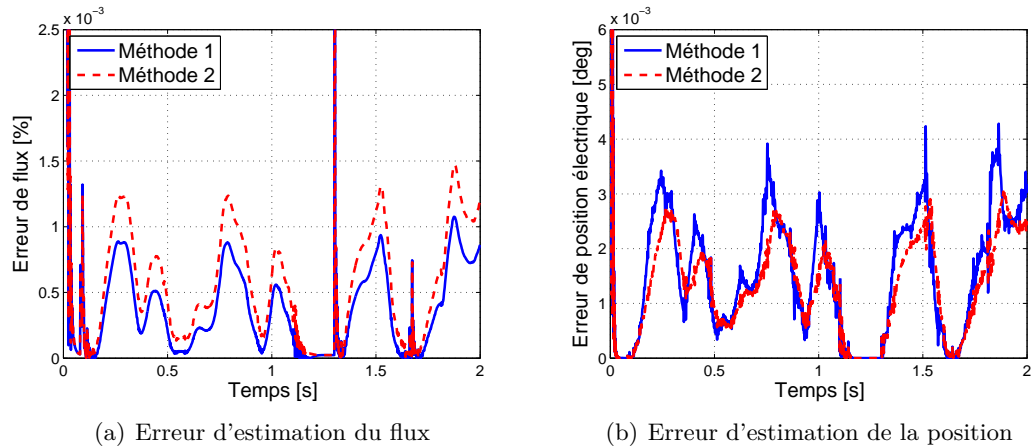 x 10⁻³
2.5
2
1.5
1
0.5
0
Erreur de flux [%]
Méthode 1
Méthode 2
0 0.5 1 1.5 2
Temps [s]
(a) Erreur d'estimation du flux
x 10⁻³
6
5
4
3
2
1
0
Erreur de position électrique [deg]
Méthode 1
Méthode 2
0 0.5 1 1.5 2
Temps [s]
(b) Erreur d'estimation de la position